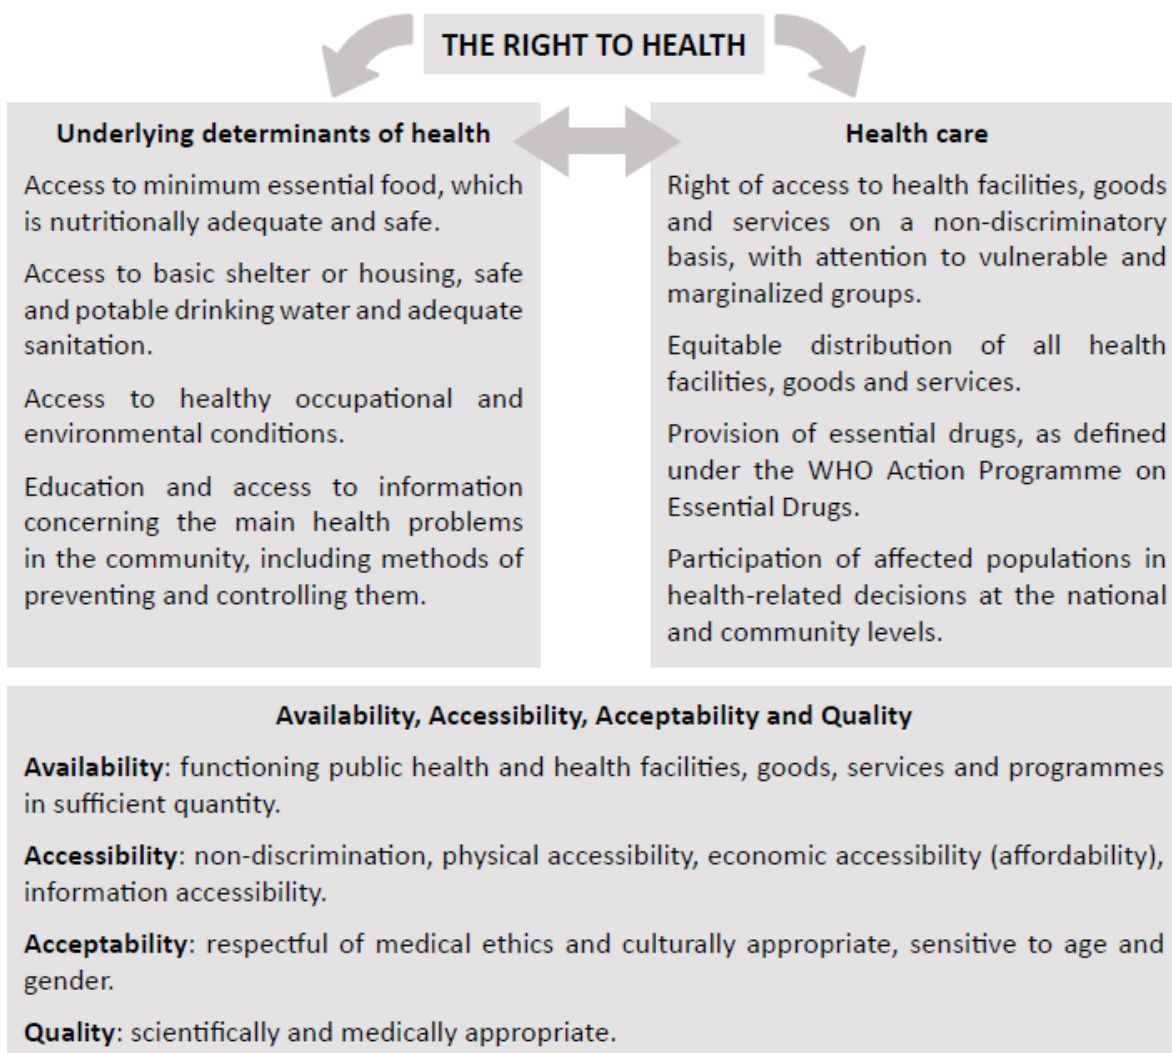 THE RIGHT TO HEALTH
Underlying determinants of health
Access to minimum essential food, which
is nutritionally adequate and safe.
Access to basic shelter or housing, safe
and potable drinking water and adequate
sanitation.
Access to healthy occupational and
environmental conditions.
Education and access to information
concerning the main health problems
in the community, including methods of
preventing and controlling them.
Health care
Right of access to health facilities, goods
and services on a non-discriminatory
basis, with attention to vulnerable and
marginalized groups.
Equitable distribution of all health
facilities, goods and services.
Provision of essential drugs, as defined
under the WHO Action Programme on
Essential Drugs.
Participation of affected populations in
health-related decisions at the national
and community levels.
Availability, Accessibility, Acceptability and Quality
Availability: functioning public health and health facilities, goods, services and programmes
in sufficient quantity.
Accessibility: non-discrimination, physical accessibility, economic accessibility (affordability),
information accessibility.
Acceptability: respectful of medical ethics and culturally appropriate, sensitive to age and
gender.
Quality: scientifically and medically appropriate.